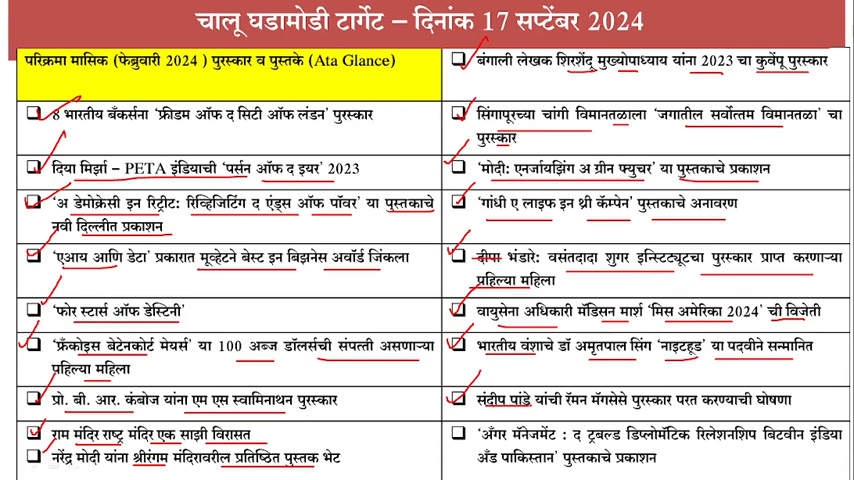 चालू घडामोडी टार्गेट – दिनांक 17 सप्टेंबर 2024
परिक्रमा मासिक (फेब्रुवारी 2024 ) पुरस्कार व पुस्तके (Ata Glance)
8 भारतीय बँकर्सना ‘फ्रीडम ऑफ द सिटी ऑफ लंडन’ पुरस्कार
दिया मिर्झा – PETA इंडियाची ‘पर्सन ऑफ द इयर’ 2023
‘अ डेमोक्रेसी इन रिट्रीट: रिव्हिजिटिंग द एंड्स ऑफ पॉवर’ या पुस्तकाचे
नवी दिल्लीत प्रकाशन
‘एआय आणि डेटा’ प्रकारात मूव्हेटने बेस्ट इन बिझनेस अवॉर्ड जिंकला
‘फोर स्टार्स ऑफ डेस्टिनी’
‘फ्रँकोइस बेटेनकोर्ट मेयर्स’ या 100 अब्ज डॉलर्सची संपत्ती असणाऱ्या
पहिल्या महिला
प्रो. बी. आर. कंबोज यांना एम एस स्वामिनाथन पुरस्कार
राम मंदिर राष्ट्र मंदिर एक साझी विरासत
नरेंद्र मोदी यांना श्रीरंगम मंदिरावरील प्रतिष्ठित पुस्तक भेट
बंगाली लेखक शिरशेंदू मुख्योपाध्याय यांना 2023 चा कुवेंपू पुरस्कार
सिंगापूरच्या चांगी विमानतळाला ‘जगातील सर्वोत्तम विमानतळा’ चा
पुरस्कार
‘मोदी: एनर्जायझिंग अ ग्रीन फ्युचर’ या पुस्तकाचे प्रकाशन
‘गांधी ए लाइफ इन थ्री कॅम्पेन’ पुस्तकाचे अनावरण
दीपा भंडारे: वसंतदादा शुगर इन्स्टिट्यूटचा पुरस्कार प्राप्त करणाऱ्या
पहिल्या महिला
वायुसेना अधिकारी मॅडिसन मार्श ‘मिस अमेरिका 2024’ ची विजेती
भारतीय वंशाचे डॉ अमृतपाल सिंग ‘नाइटहूड’ या पदवीने सन्मानित
संदीप पांडे यांची रॅमन मॅगसेसे पुरस्कार परत करण्याची घोषणा
‘अँगर मॅनेजमेंट : द ट्रबल्ड डिप्लोमॅटिक रिलेशनशिप बिटवीन इंडिया
अँड पाकिस्तान’ पुस्तकाचे प्रकाशन